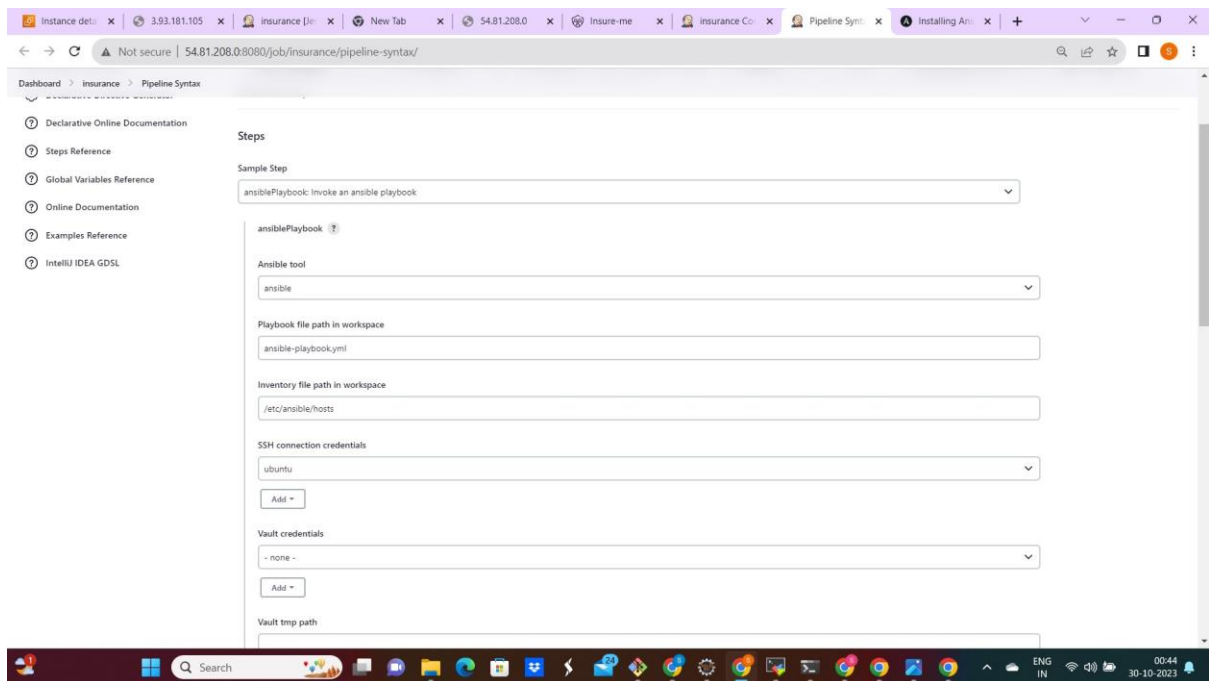 Instance deta
3.93.181.105
insurance [Je
New Tab
54.81.208.0
Insure-me
insurance Co
Pipeline Synt
Installing Ans
Not secure | 54.81.208.0:8080/job/insurance/pipeline-syntax/
S
Dashboard > insurance > Pipeline Syntax
Declarative Online Documentation
Steps Reference
Global Variables Reference
Online Documentation
Examples Reference
IntelliJ IDEA GDSL
Steps
Sample Step
ansiblePlaybook: Invoke an ansible playbook
ansiblePlaybook ?
Ansible tool
ansible
Playbook file path in workspace
ansible-playbook.yml
Inventory file path in workspace
/etc/ansible/hosts
SSH connection credentials
ubuntu
Add
Vault credentials
- none -
Add
Vault tmp path
Search
24
ENG
IN
00:44
30-10-2023